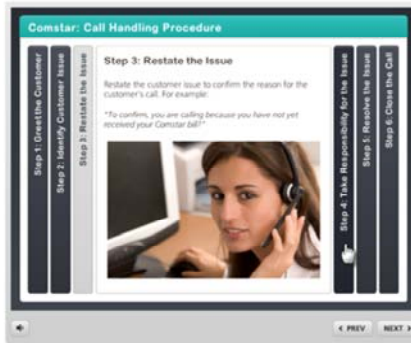 Comstar: Call Handling Procedure
Step 1: Greet the Customer
Step 2: Identify Customer Issue
Step 3: Restate the Issue
Step 3: Restate the Issue
Restate the customer issue to confirm the reason for the
customer's call. For example:
"To confirm, you are calling because you have not yet
received your Comstar bill?"
Step 4: Take Responsibility for the Issue
Step 5: Resolve the Issue
Step 6: Close the Call
< PREV
NEXT >